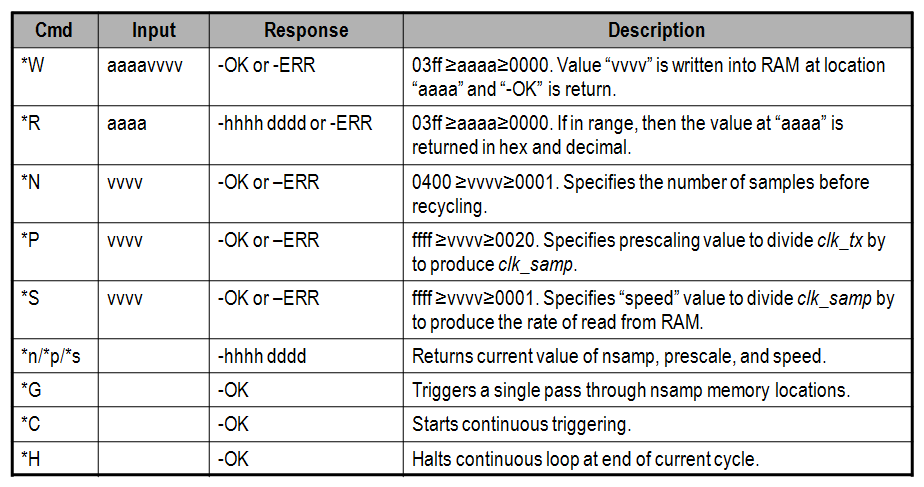 Cmd Input Response Description
*W aaaavvvv -OK or -ERR 03ff ≥aaaa≥0000. Value “vvvv” is written into RAM at location
“aaaa” and “-OK” is return.
*R aaaa -hhhh dddd or -ERR 03ff ≥aaaa≥0000. If in range, then the value at “aaaa” is
returned in hex and decimal.
*N vvvv -OK or –ERR 0400 ≥vvvv≥0001. Specifies the number of samples before
recycling.
*P vvvv -OK or –ERR ffff ≥vvvv≥0020. Specifies prescaling value to divide clk_tx by
to produce clk_samp.
*S vvvv -OK or –ERR ffff ≥vvvv≥0001. Specifies “speed” value to divide clk_samp by
to produce the rate of read from RAM.
*n/*p/*s -hhhh dddd Returns current value of nsamp, prescale, and speed.
*G -OK Triggers a single pass through nsamp memory locations.
*C -OK Starts continuous triggering.
*H -OK Halts continuous loop at end of current cycle.